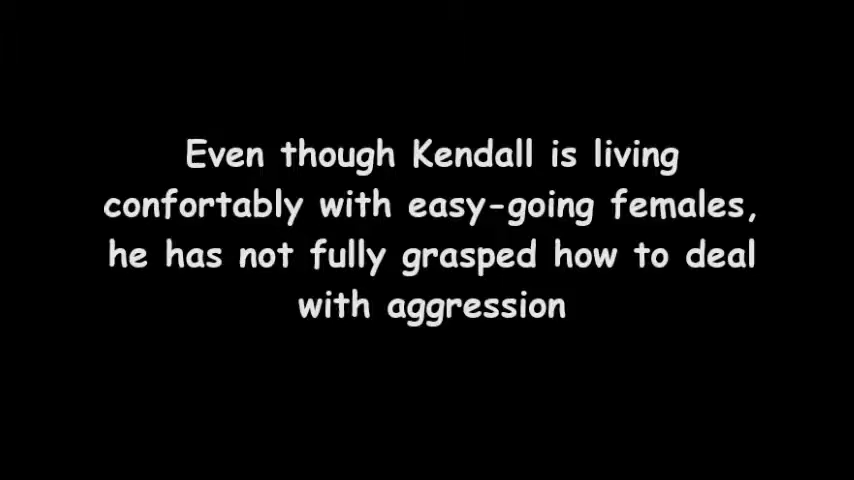 Even though Kendall is living
confortably with easy-going females,
he has not fully grasped how to deal
with aggression